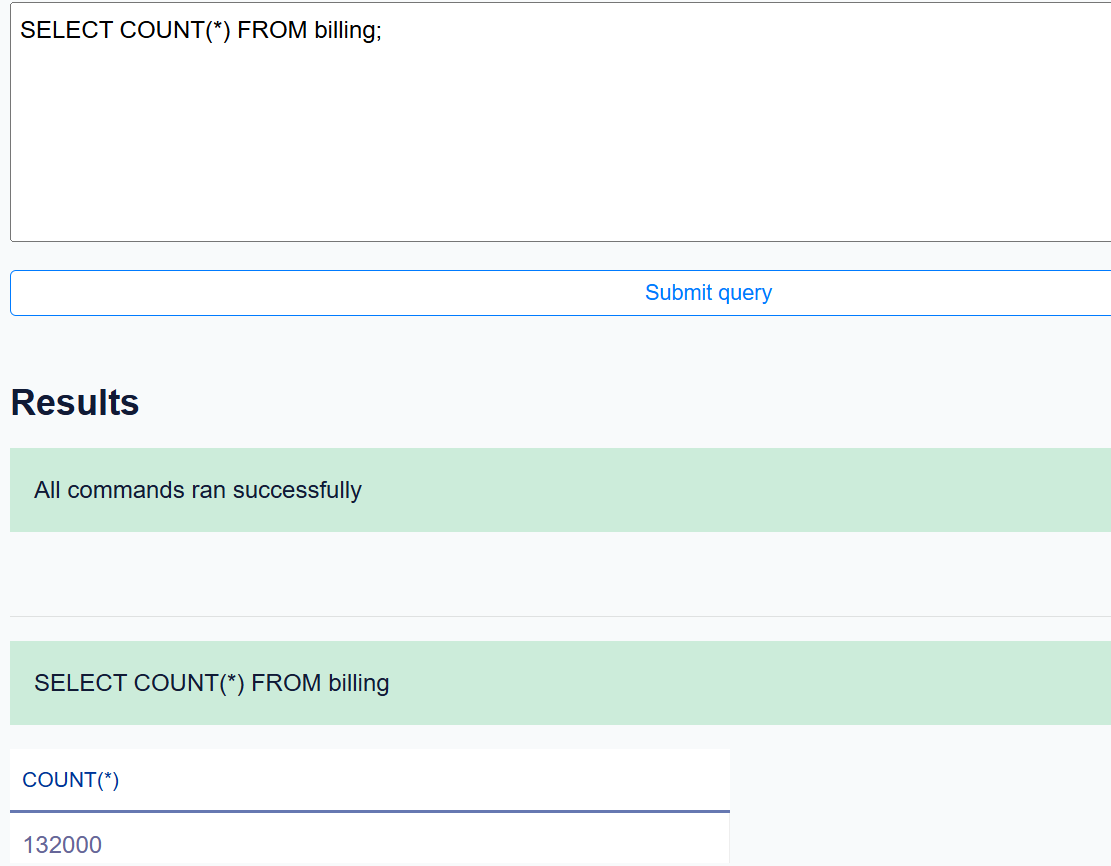 SELECT COUNT(*) FROM billing;
Submit query
Results
All commands ran successfully
SELECT COUNT(*) FROM billing
COUNT(*)
132000